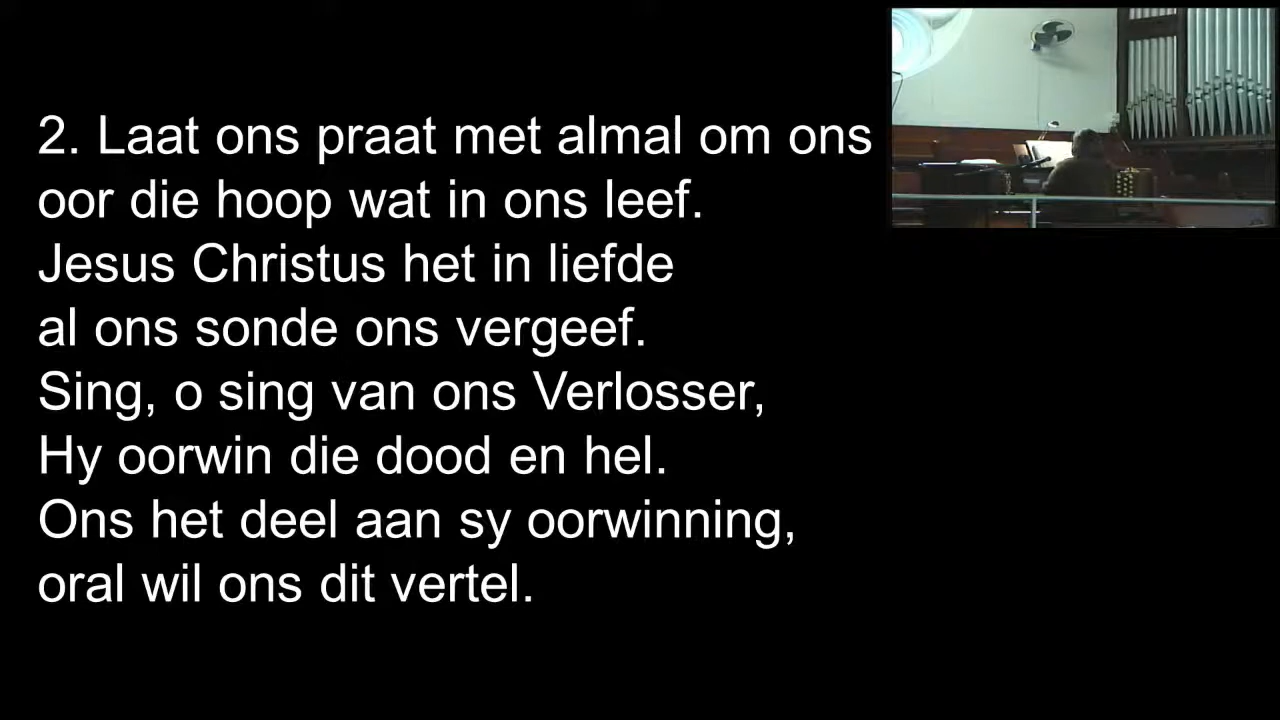 2. Laat ons praat met almal om ons
oor die hoop wat in ons leef.
Jesus Christus het in liefde
al ons sonde ons vergeef.
Sing, o sing van ons Verlosser,
Hy oorwin die dood en hel.
Ons het deel aan sy oorwinning,
oral wil ons dit vertel.